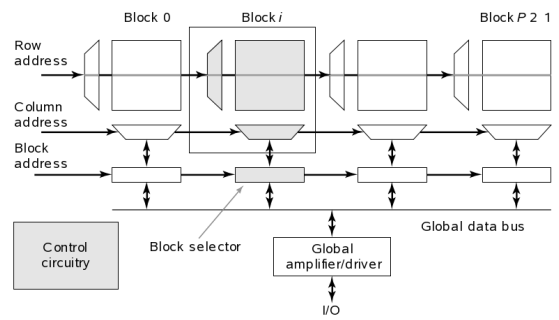 Block 0
Block i
Block P 2 1
Row
address
Column
address
Block
address
Block selector
Global data bus
Control
circuitry
Global
amplifier/driver
I/O